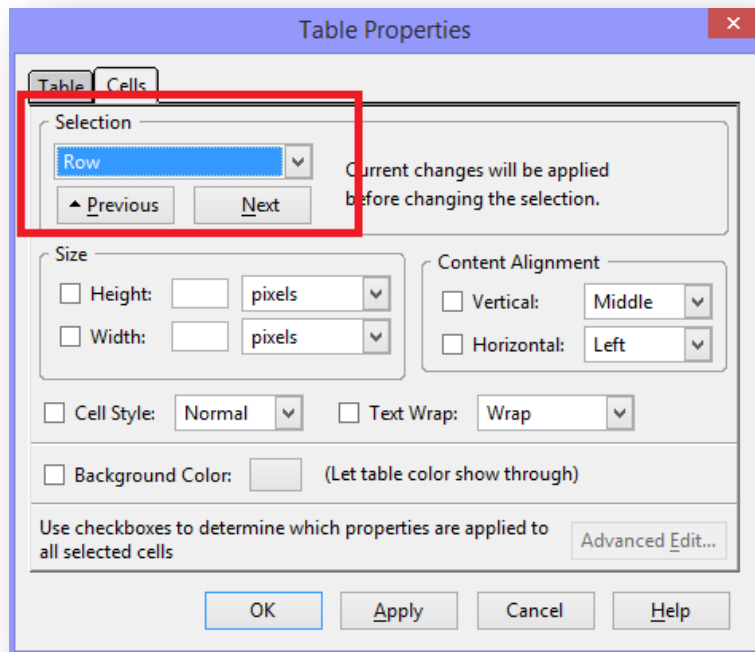 Table Properties
Table Cells
Selection
Row
Current changes will be applied
before changing the selection.
Previous Next
Size
Height: pixels
Width: pixels
Content Alignment
Vertical: Middle
Horizontal: Left
Cell Style: Normal Text Wrap: Wrap
Background Color: (Let table color show through)
Use checkboxes to determine which properties are applied to
all selected cells
Advanced Edit...
OK Apply Cancel Help